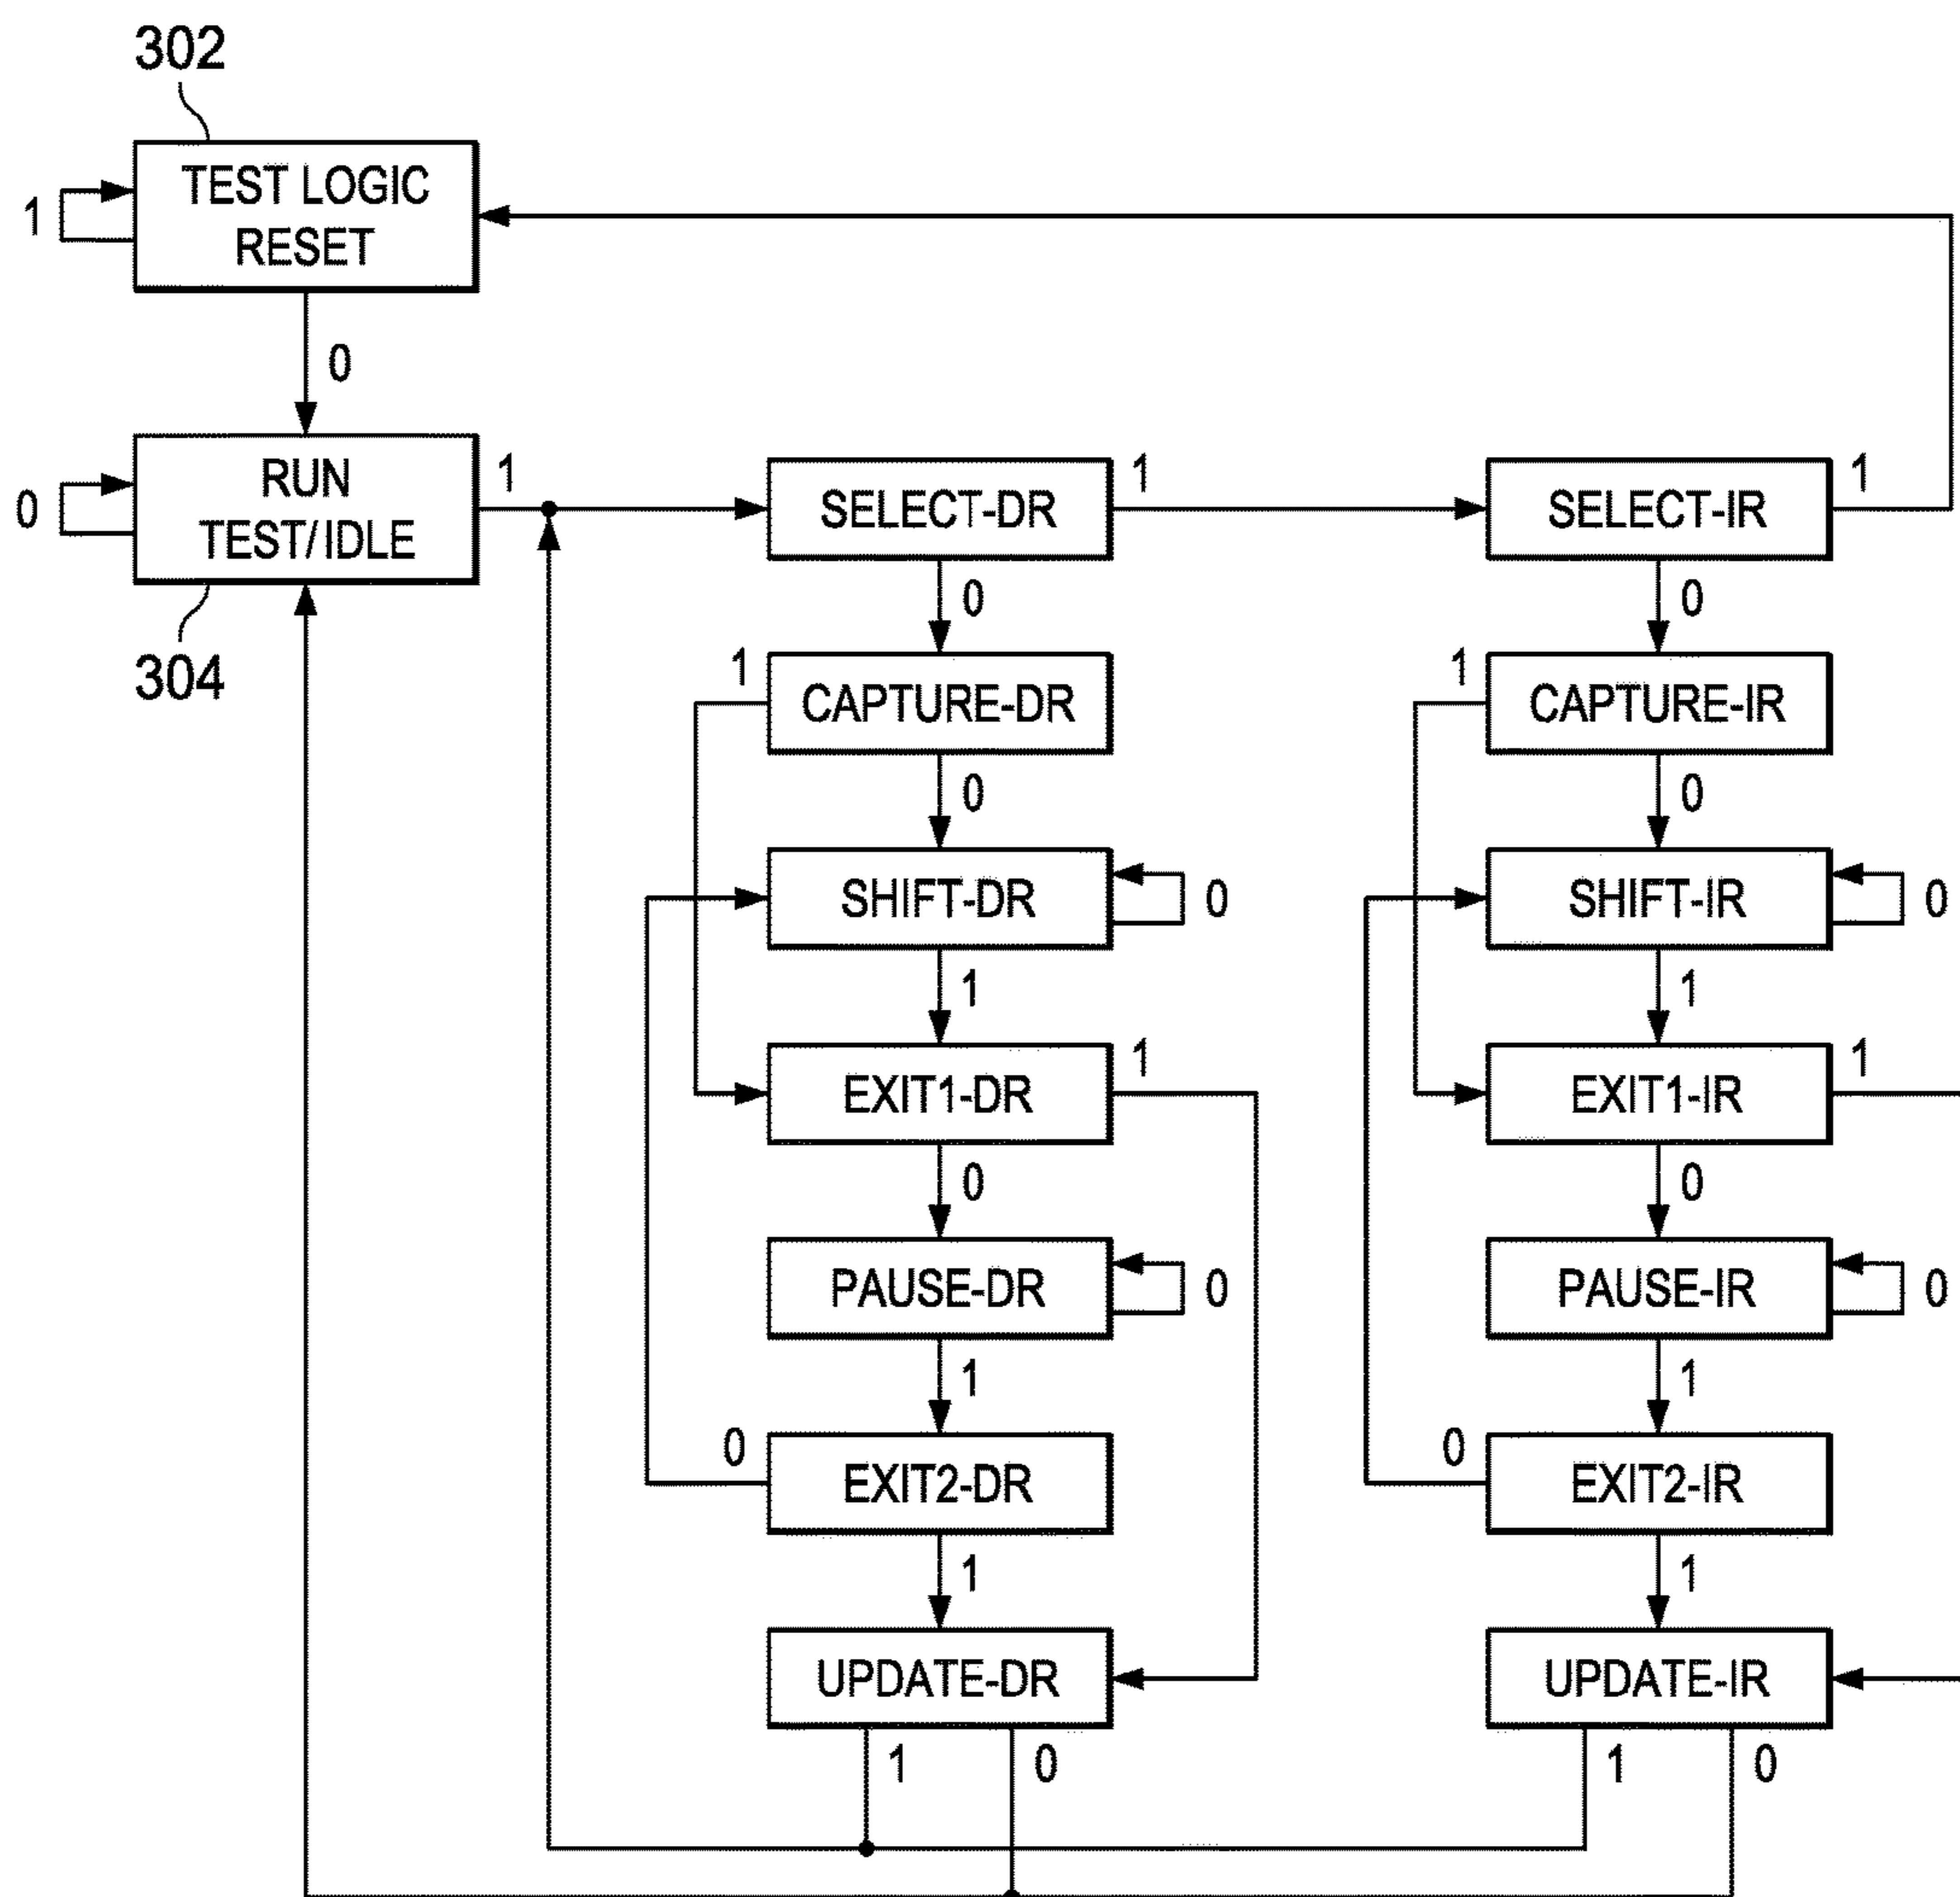 302
TEST LOGIC
RESET
1
0
RUN
TEST/IDLE
0
1
304
SELECT-DR
1
0
SELECT-IR
1
0
1
CAPTURE-DR
0
1
CAPTURE-IR
0
SHIFT-DR
0
1
SHIFT-IR
0
1
EXIT1-DR
1
0
EXIT1-IR
1
0
PAUSE-DR
0
1
PAUSE-IR
0
1
0
EXIT2-DR
1
0
EXIT2-IR
1
UPDATE-DR
1
0
UPDATE-IR
1
0